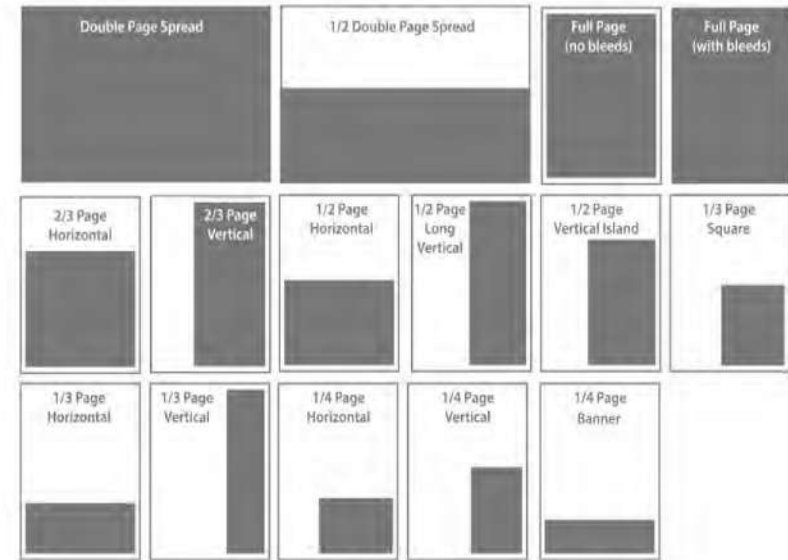 Double Page Spread
1/2 Double Page Spread
Full Page
(no bleeds)
Full Page
(with bleeds)
2/3 Page
Horizontal
2/3 Page
Vertical
1/2 Page
Horizontal
1/2 Page
Long
Vertical
1/2 Page
Vertical Island
1/3 Page
Square
1/3 Page
Horizontal
1/3 Page
Vertical
1/4 Page
Horizontal
1/4 Page
Vertical
1/4 Page
Banner